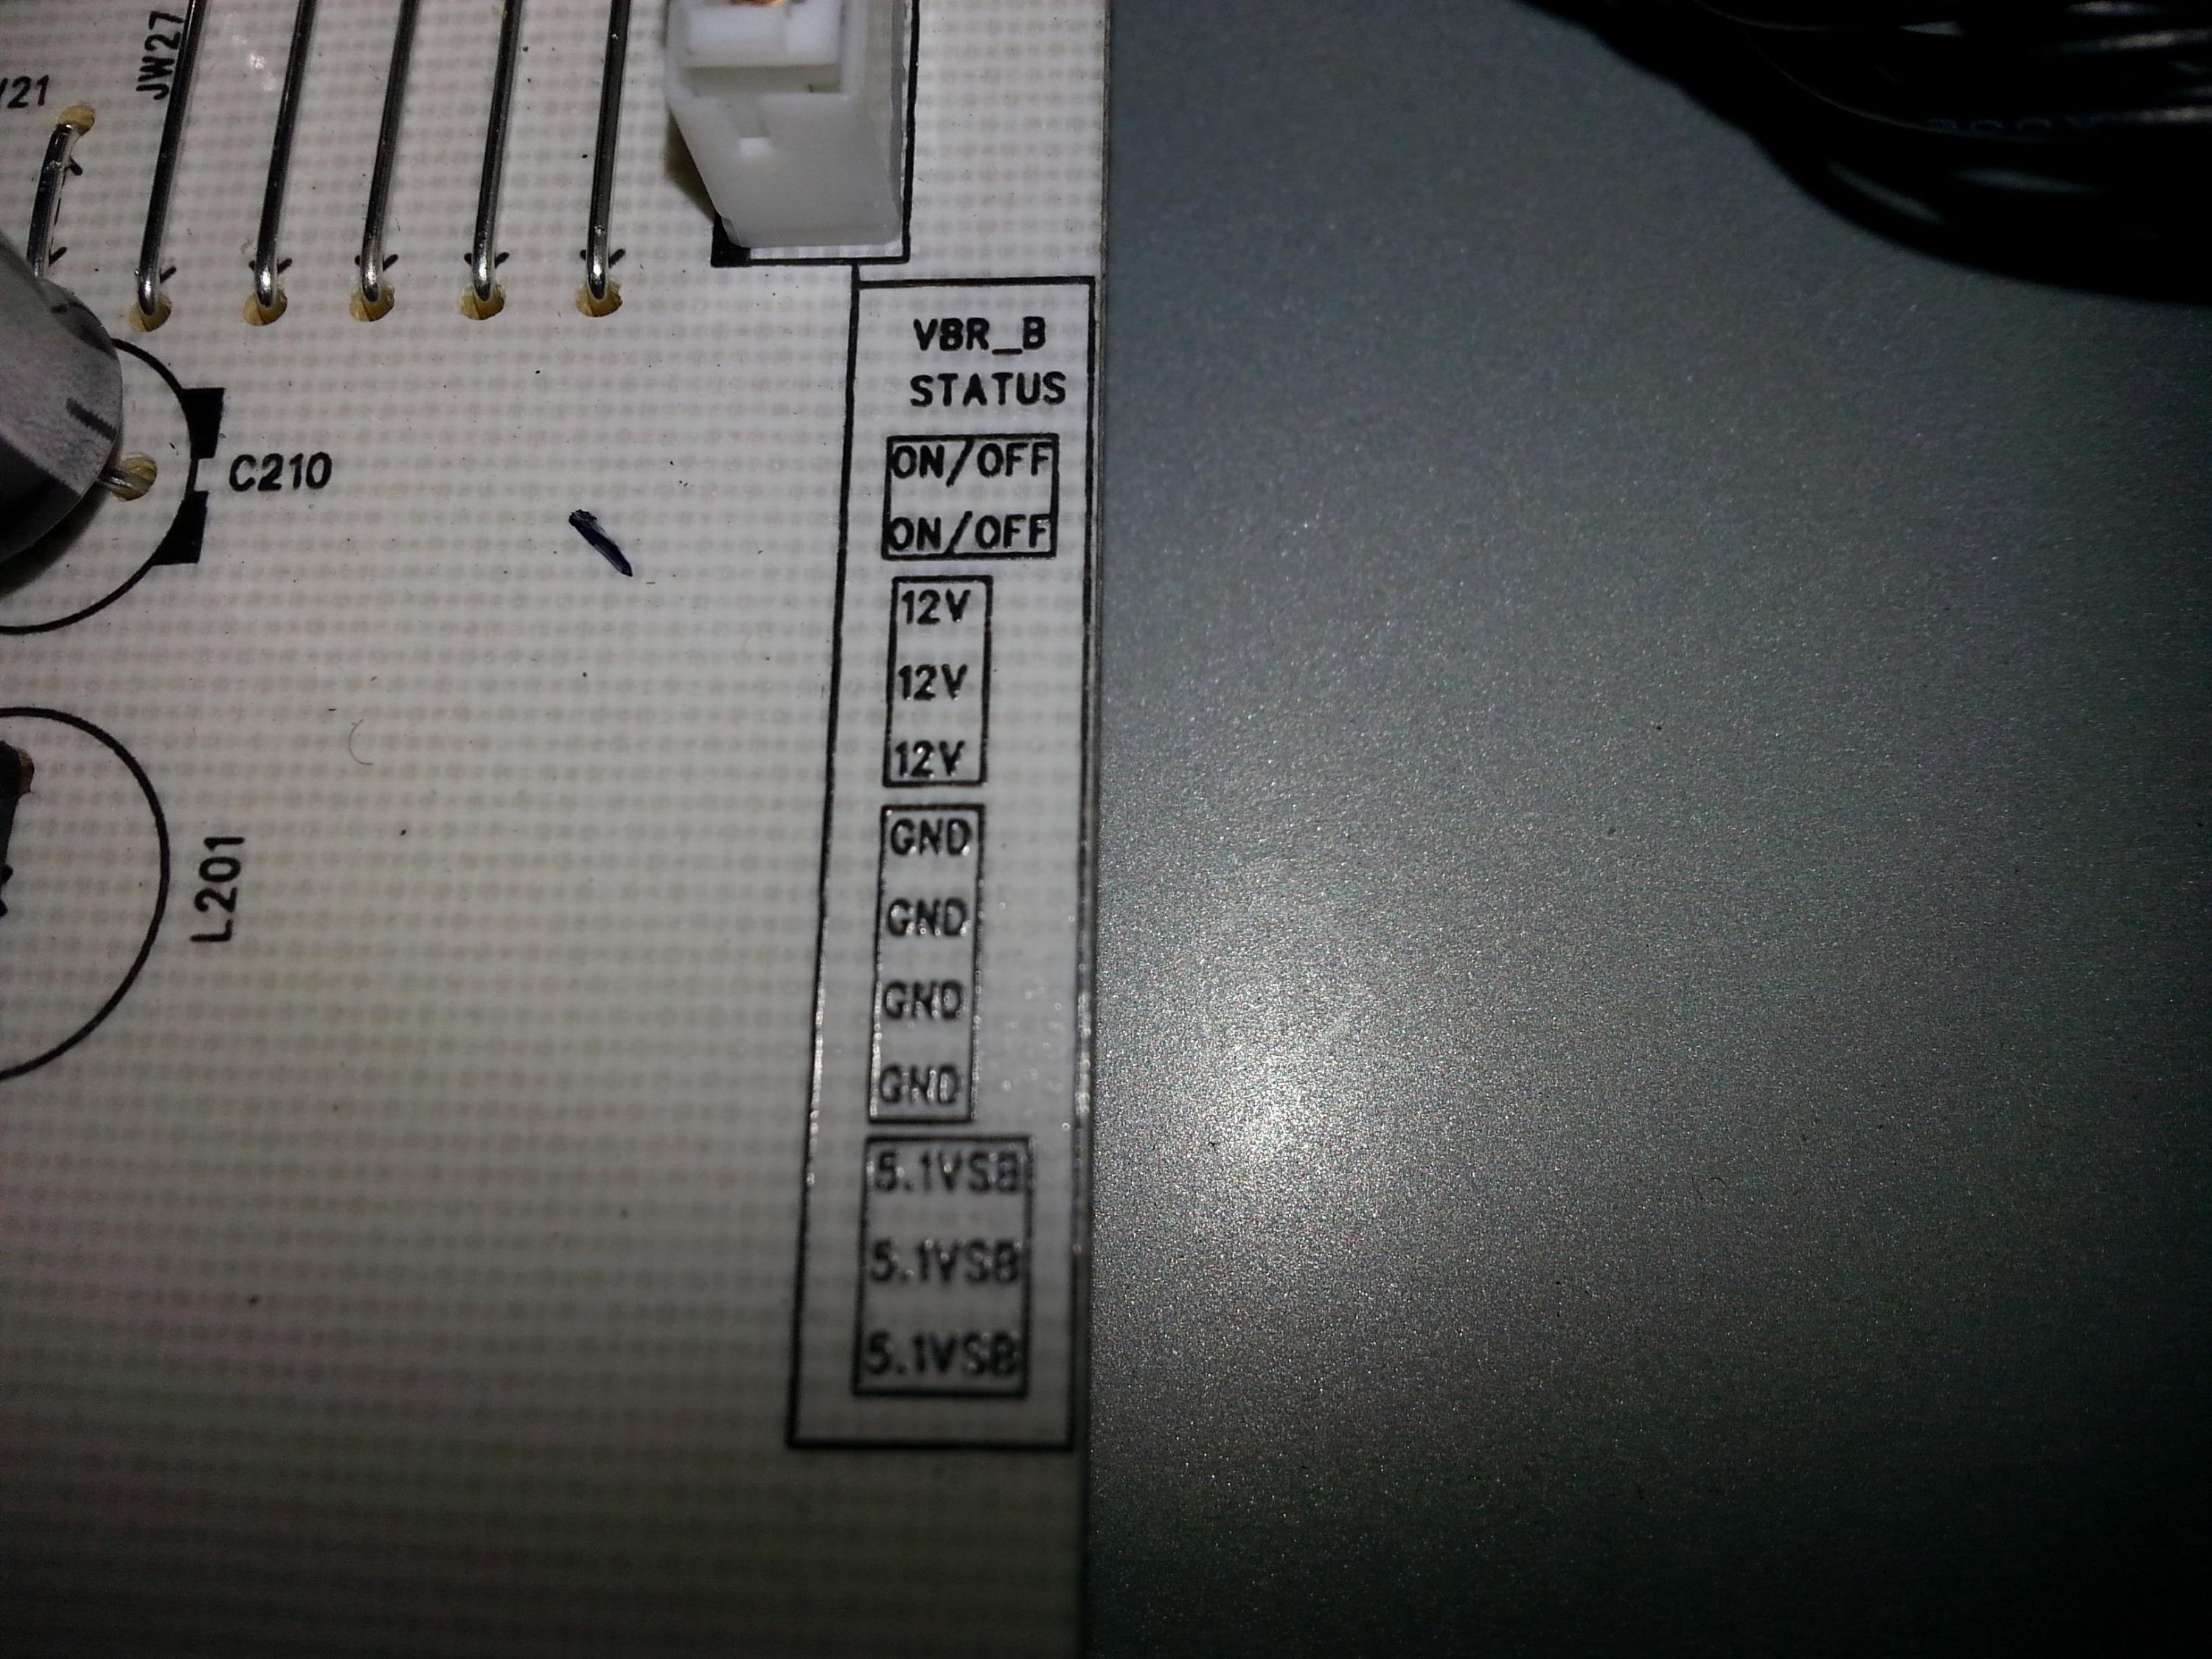 JW27
C210
L201
VBR_B
STATUS
ON/OFF
ON/OFF
12V
12V
12V
GND
GND
GND
GND
5.1VSB
5.1VSB
5.1VSB